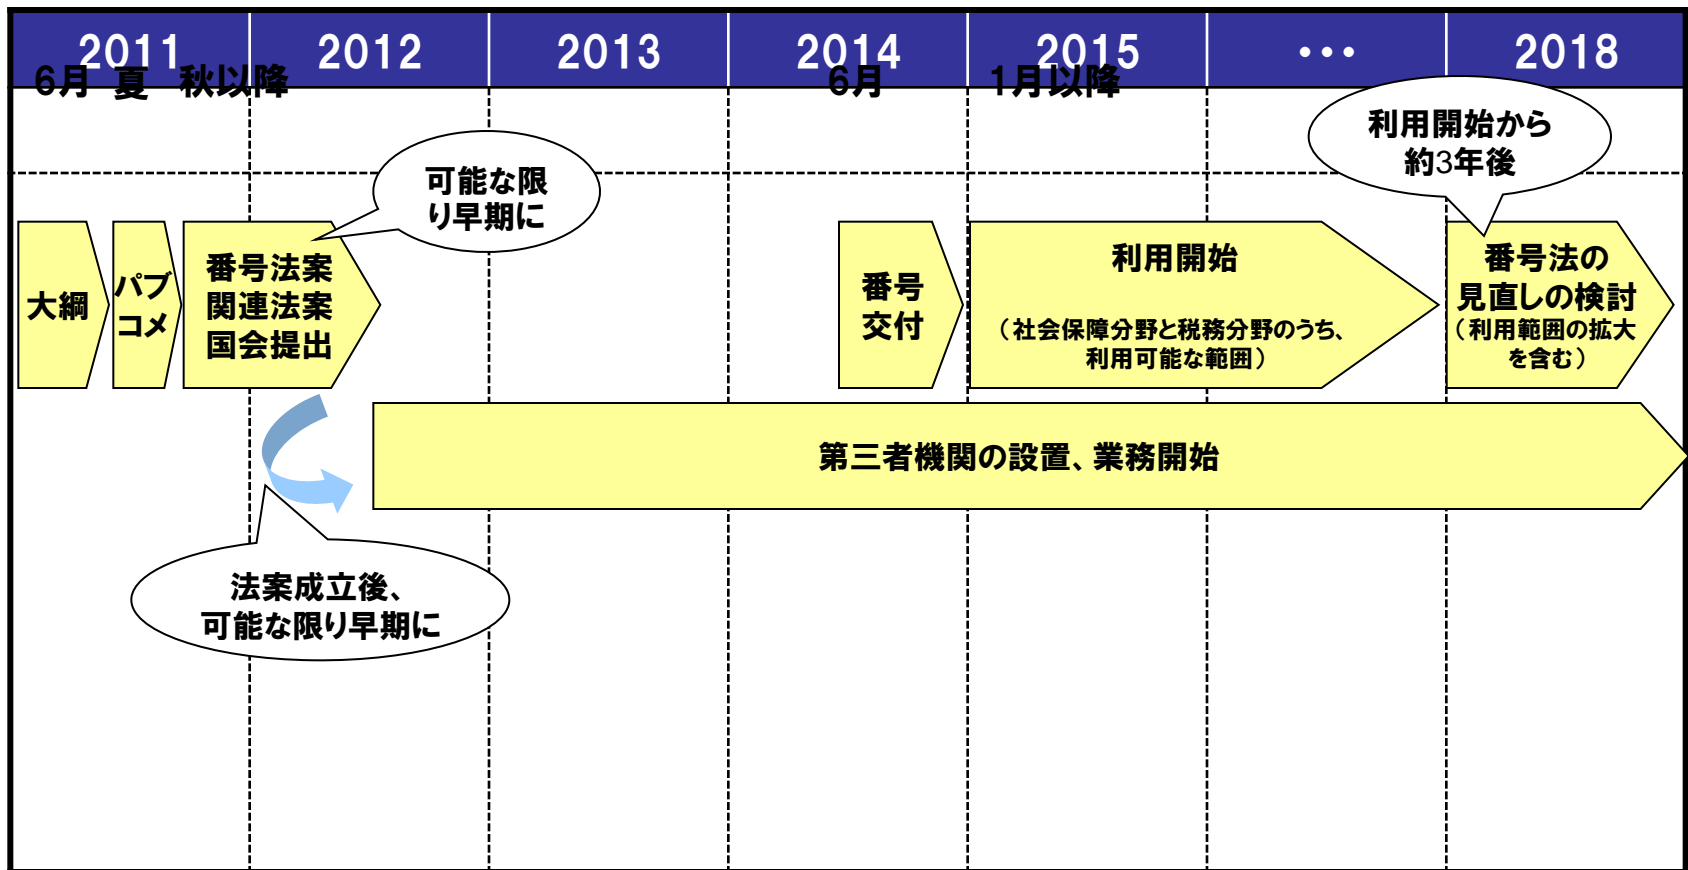 2011 2012 2013 2014 2015 ・・・ 2018
6月 夏 秋以降 6月 1月以降
利用開始から
約3年後
可能な限
り早期に
大綱
パブ
コメ
番号法案
関連法案
国会提出
番号
交付
利用開始
（社会保障分野と税務分野のうち、
利用可能な範囲）
番号法の
見直しの検討
（利用範囲の拡大
を含む）
第三者機関の設置、業務開始
法案成立後、
可能な限り早期に